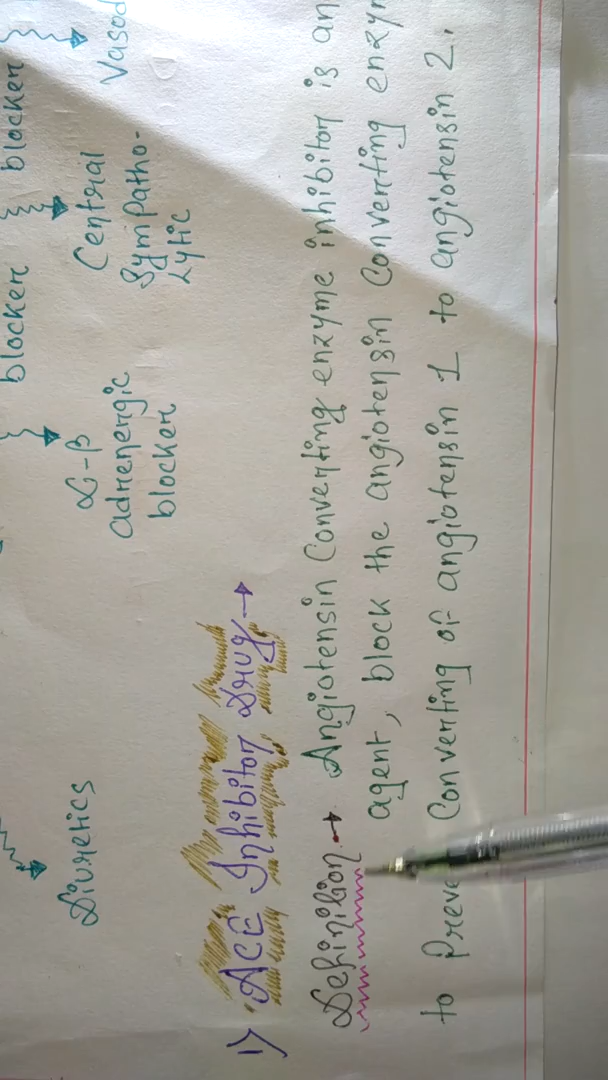 blocker blocker
Diuretics α-β Central Vasod
adrenergic Sympatho-
blocker Lytic
1) ACE Inhibitor Drug →
Definition → Angiotensin Converting enzyme inhibitor is an
agent, block the angiotensin Converting enzym
to Preve Converting of angiotensin 1 to angiotensin 2.